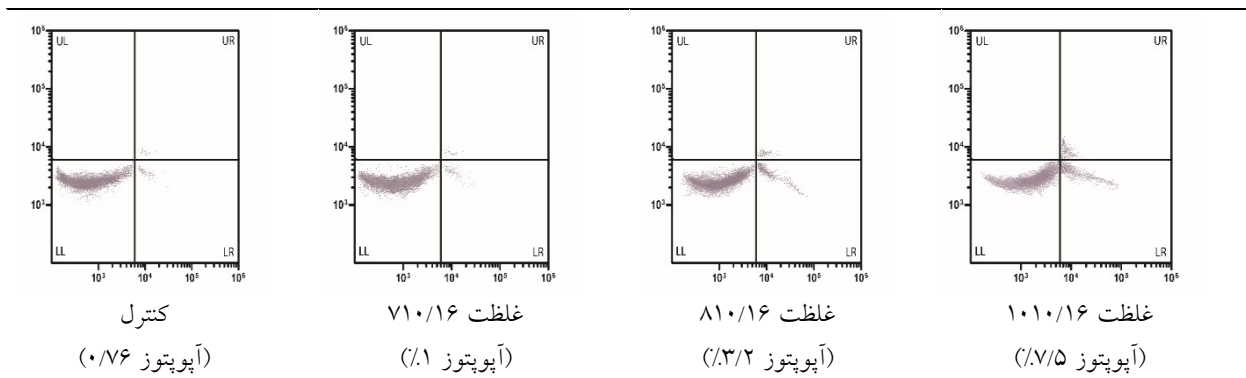 10⁶
UL UR
10⁵
10⁴
10³
LL LR
10³ 10⁴ 10⁵ 10⁶
کنترل
(آپوپتوز ۰/۷۶)
10⁶
UL UR
10⁵
10⁴
10³
LL LR
10³ 10⁴ 10⁵ 10⁶
غلظت ۷۱۰/۱۶
(آپوپتوز ۱٪)
10⁶
UL UR
10⁵
10⁴
10³
LL LR
10³ 10⁴ 10⁵ 10⁶
غلظت ۸۱۰/۱۶
(آپوپتوز ۳/۲٪)
10⁶
UL UR
10⁵
10⁴
10³
LL LR
10³ 10⁴ 10⁵ 10⁶
غلظت ۱۰۱۰/۱۶
(آپوپتوز ۷/۵٪)